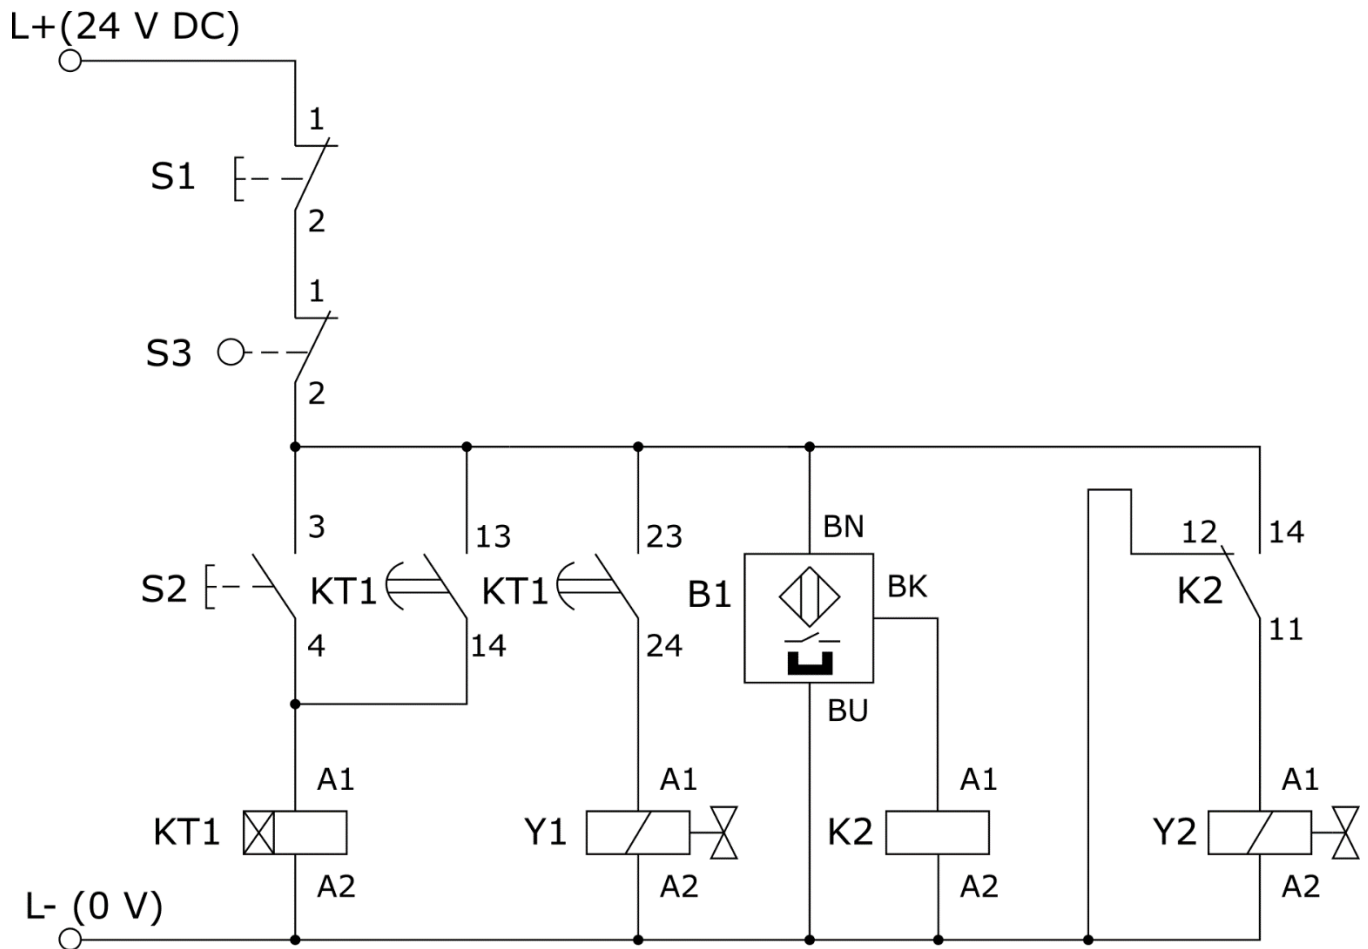 L+(24 V DC)
1
S1
2
1
S3
2
3
13
23
BN
12
14
S2
KT1
KT1
B1
BK
K2
4
14
24
11
BU
A1
A1
A1
A1
KT1
Y1
K2
Y2
A2
A2
A2
A2
L- (0 V)